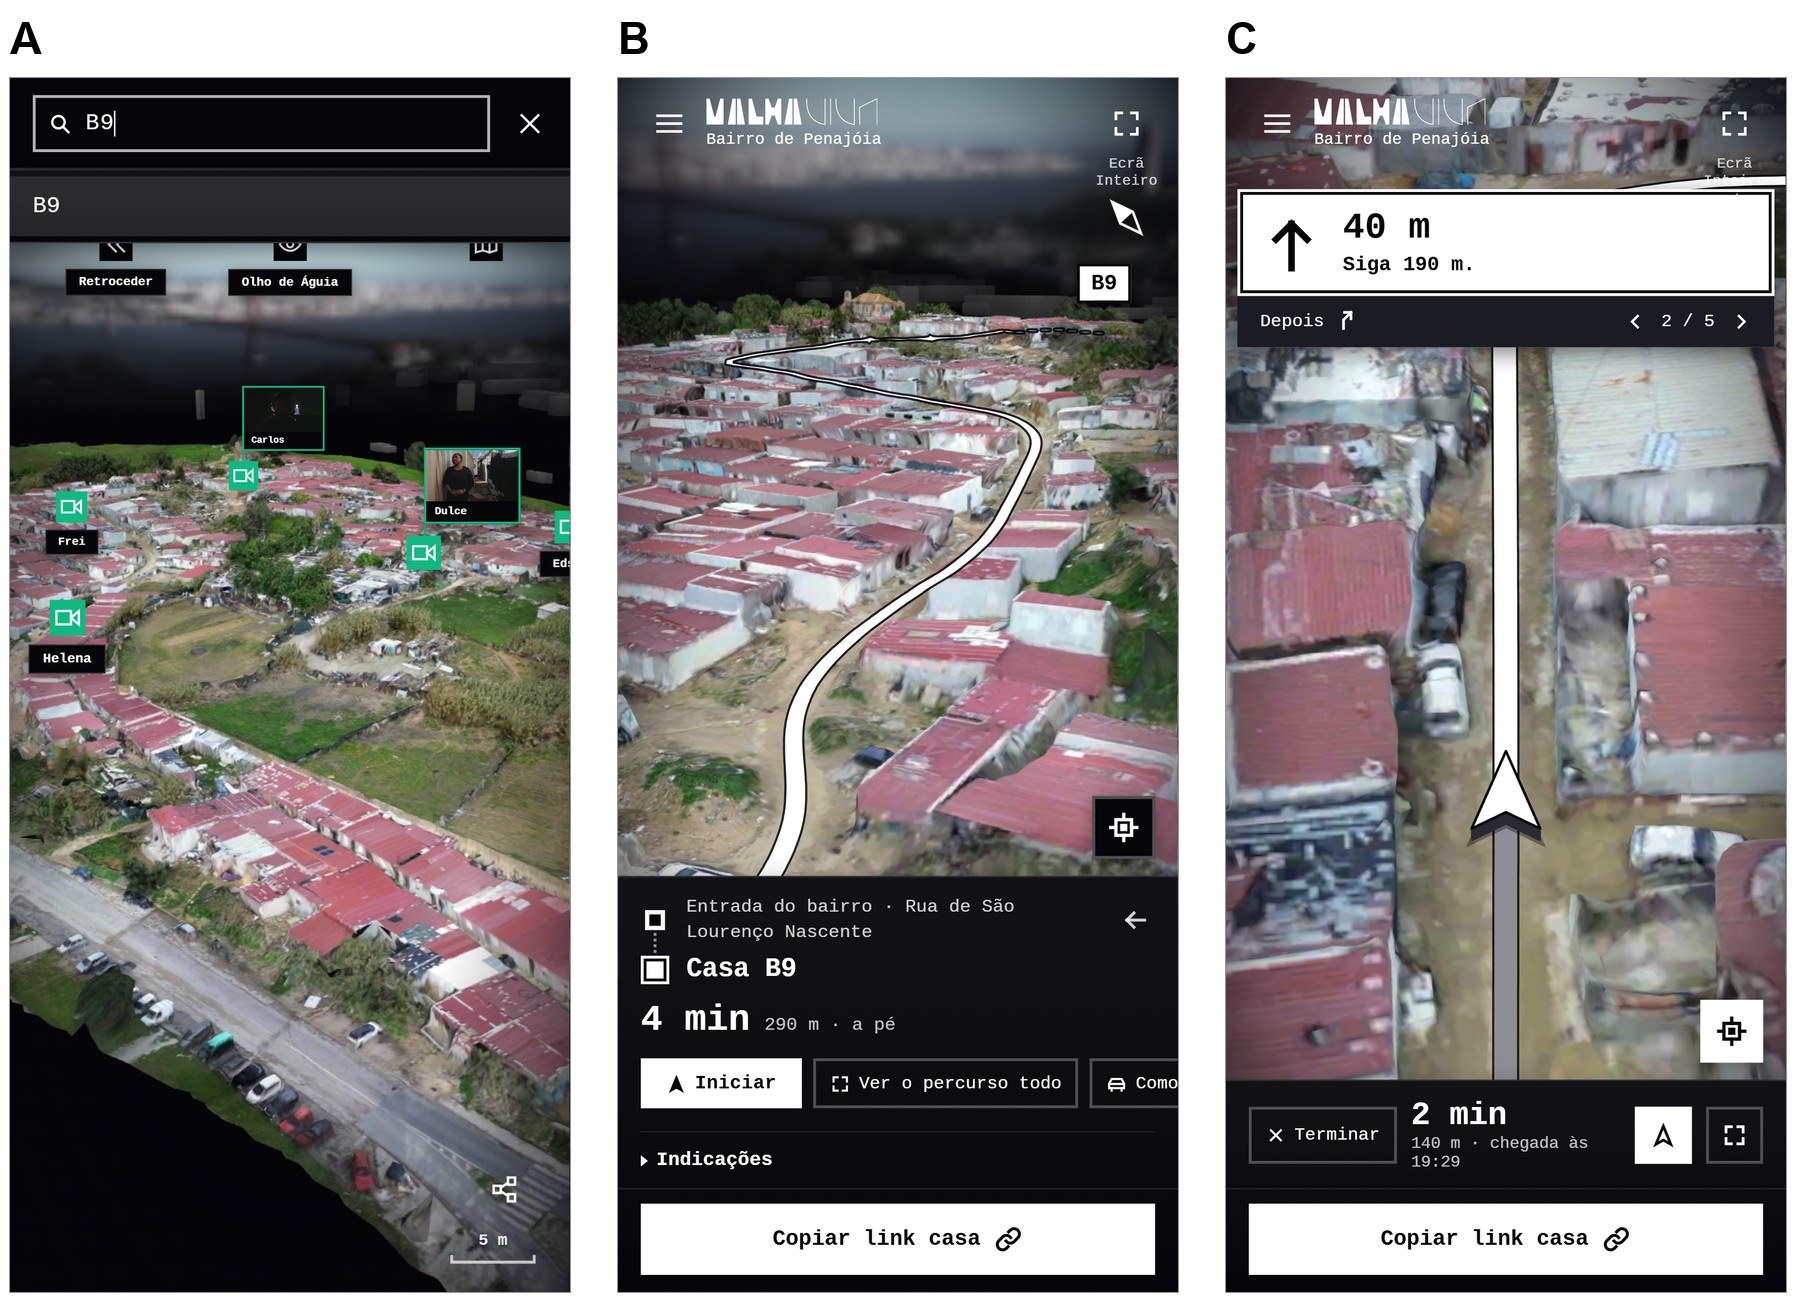 A
B9
B9
Retroceder
Olho de Águia
Carlos
Dulce
Frei
Eds
Helena
5 m
B
MALHAVIVA
Bairro de Penajóia
Ecrã
Inteiro
B9
Entrada do bairro · Rua de São
Lourenço Nascente
Casa B9
4 min 290 m · a pé
Iniciar
Ver o percurso todo
Como
Indicações
Copiar link casa
C
MALHAVIVA
Bairro de Penajóia
Ecrã
40 m
Siga 190 m.
Depois
2 / 5
Terminar
2 min
140 m · chegada às
19:29
Copiar link casa